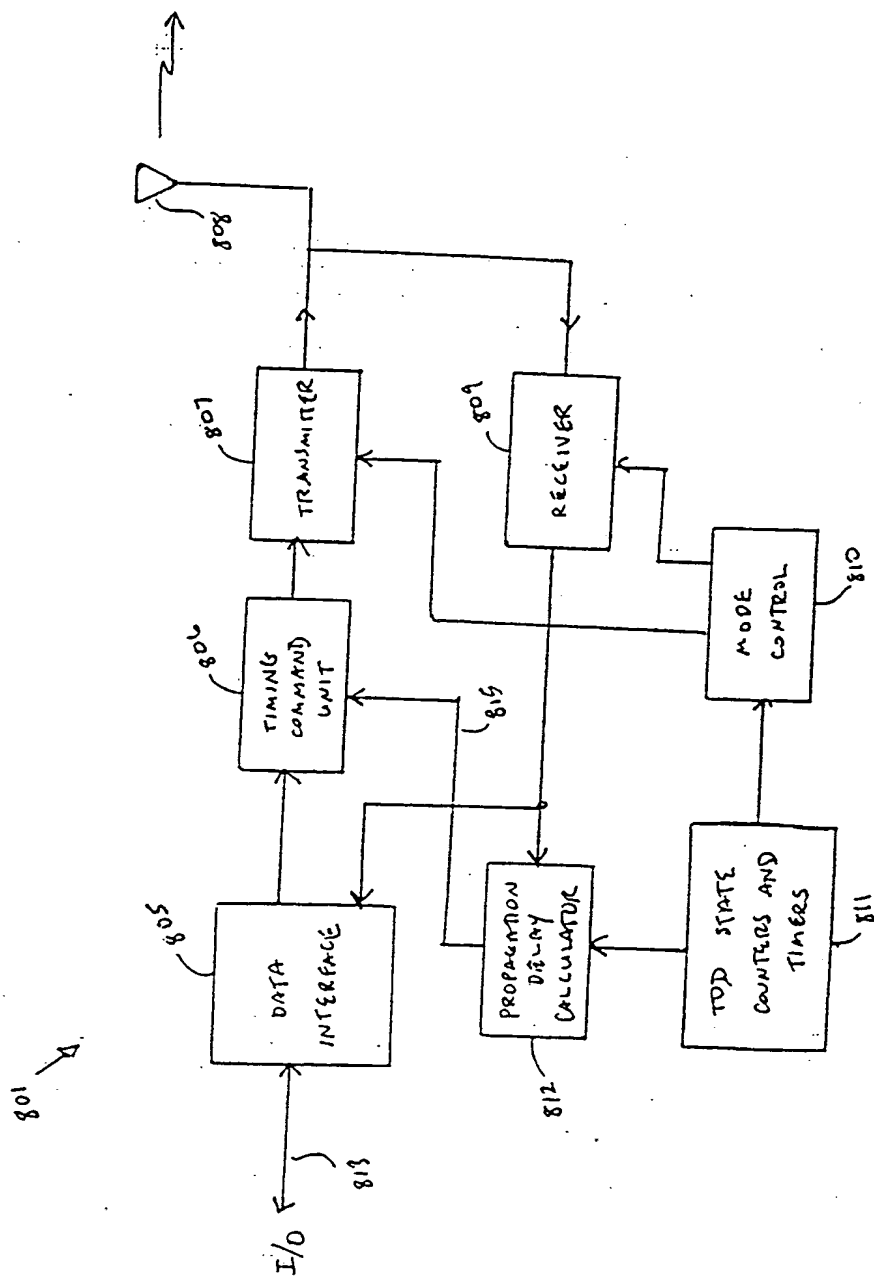 801
I/O
813
DATA
INTERFACE
805
TIMING
COMMAND
UNIT
806
TRANSMITTER
807
808
PROPAGATION
DELAY
CALCULATOR
812
815
RECEIVER
809
TDD STATE
COUNTERS AND
TIMERS
811
MODE
CONTROL
810